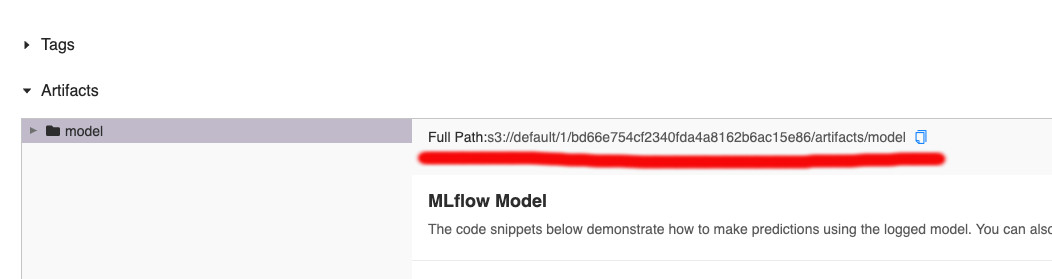 Tags
Artifacts
model
Full Path:s3://default/1/bd66e754cf2340fda4a8162b6ac15e86/artifacts/model
MLflow Model
The code snippets below demonstrate how to make predictions using the logged model. You can also